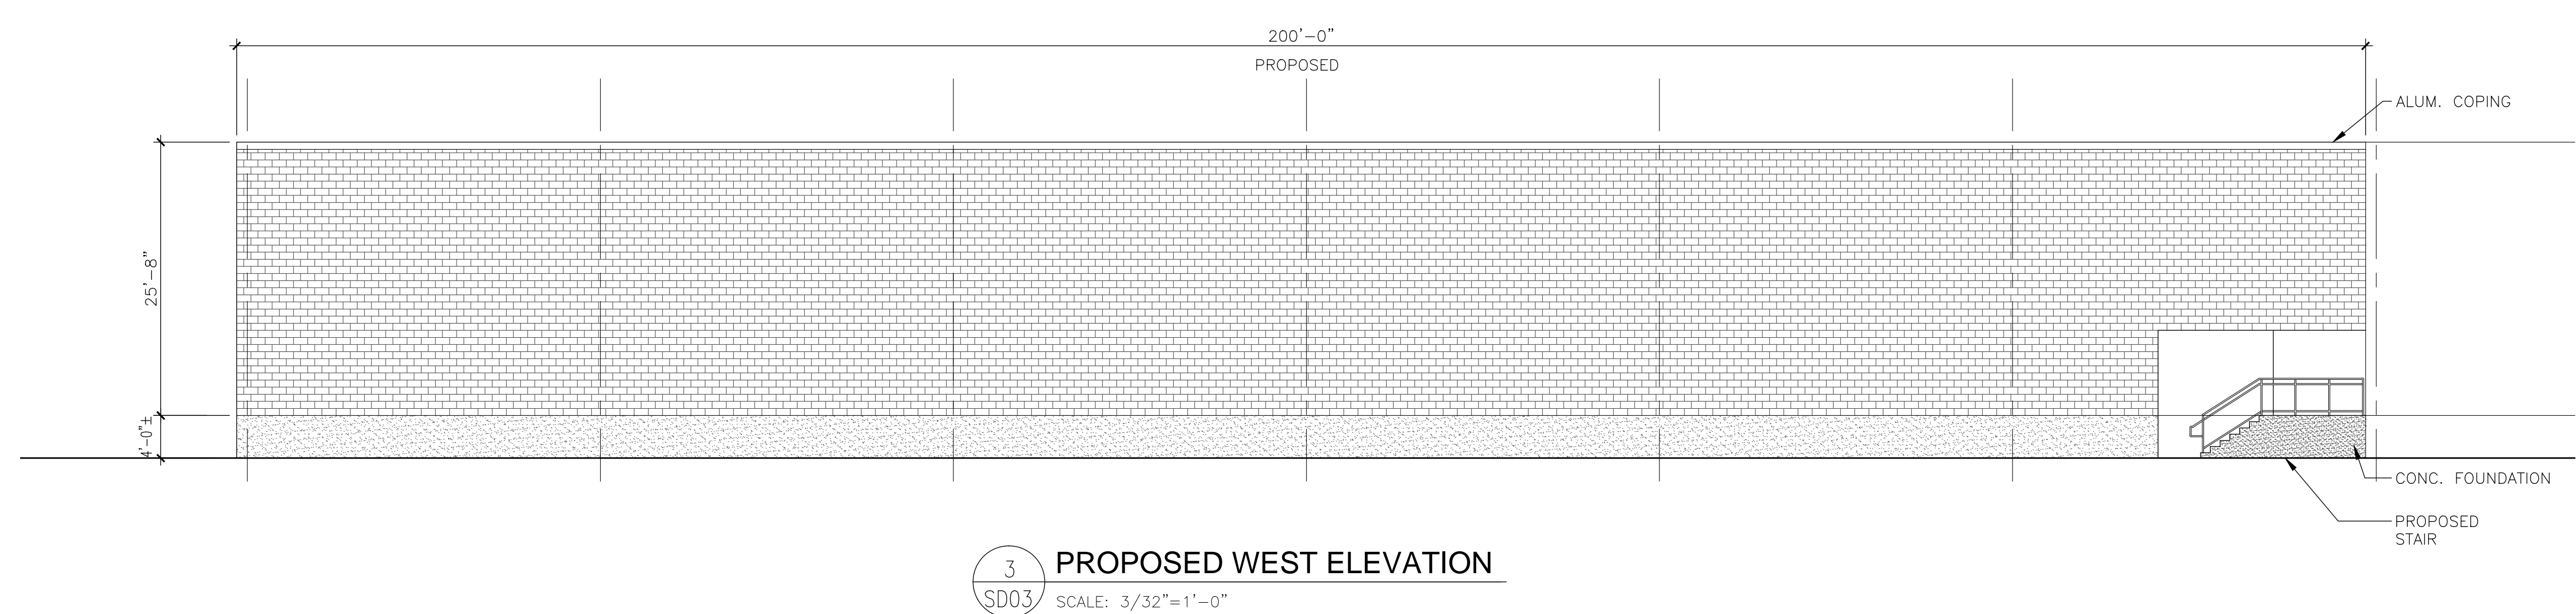 200'-0"
PROPOSED
ALUM. COPING
25'-8"
4'-0"±
CONC. FOUNDATION
PROPOSED
STAIR
3
SD03
PROPOSED WEST ELEVATION
SCALE: 3/32"=1'-0"